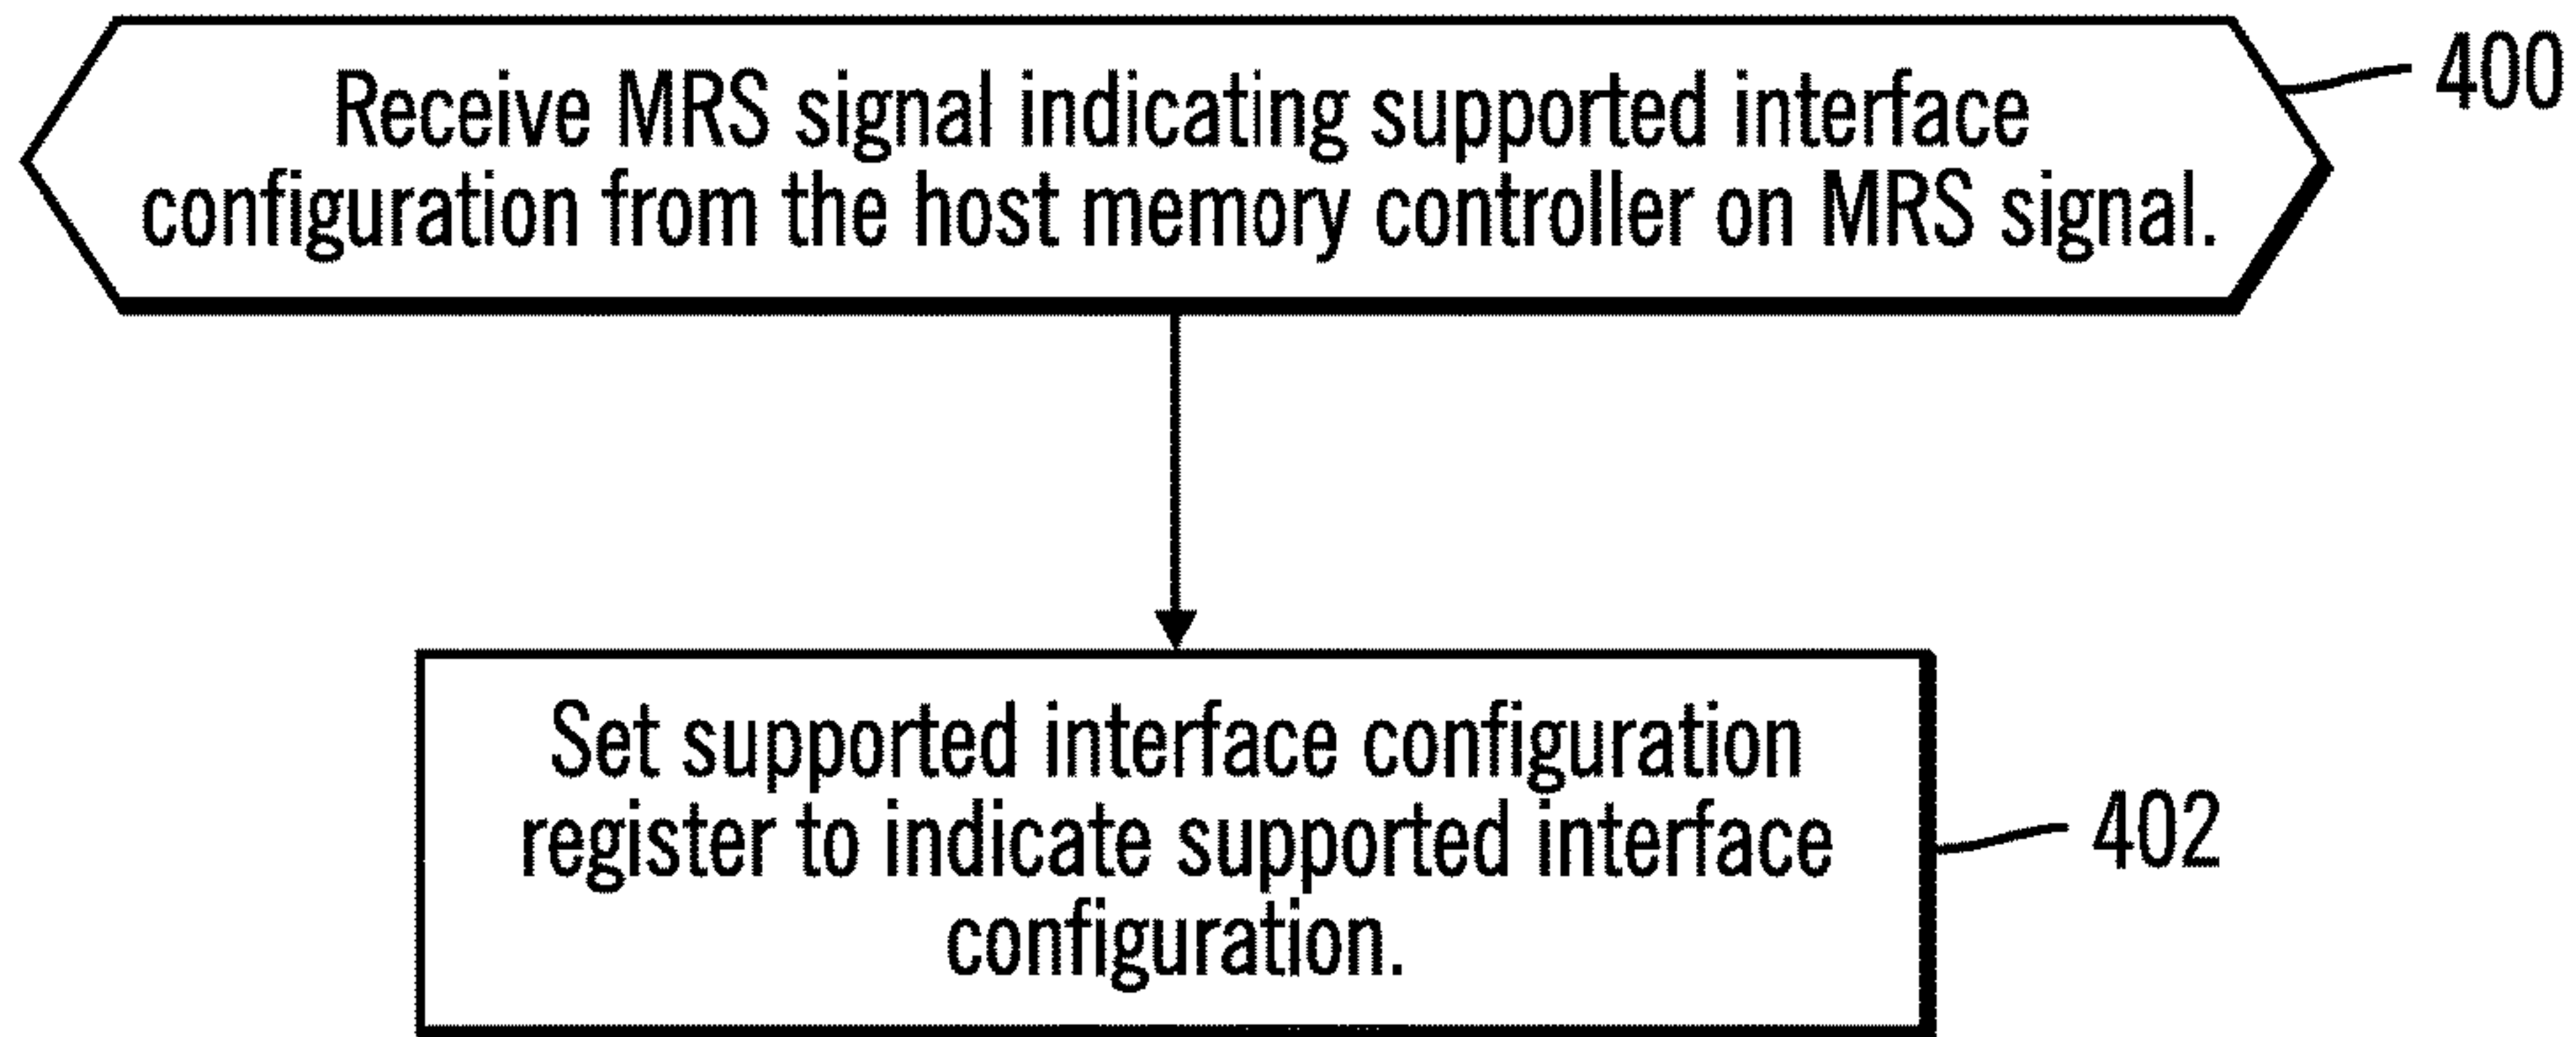 Receive MRS signal indicating supported interface
configuration from the host memory controller on MRS signal.
400
Set supported interface configuration
register to indicate supported interface
configuration.
402